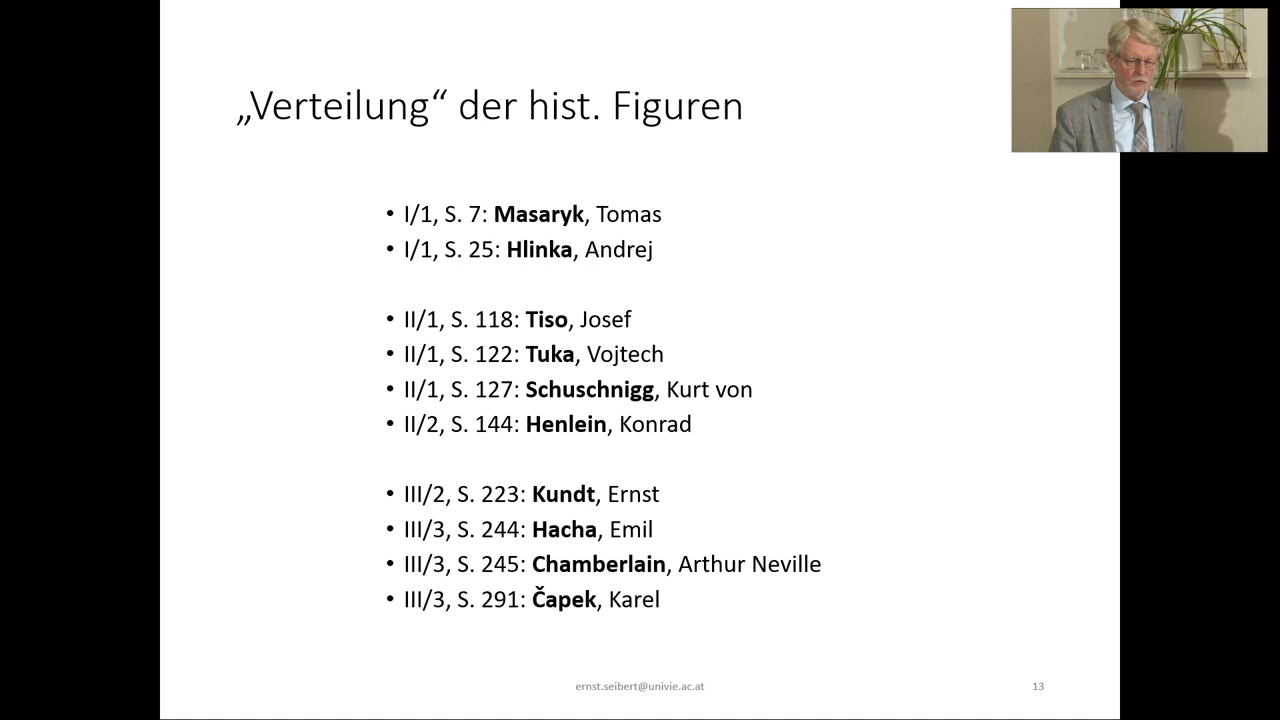 „Verteilung“ der hist. Figuren
• I/1, S. 7: Masaryk, Tomas
• I/1, S. 25: Hlinka, Andrej
• II/1, S. 118: Tiso, Josef
• II/1, S. 122: Tuka, Vojtech
• II/1, S. 127: Schuschnigg, Kurt von
• II/2, S. 144: Henlein, Konrad
• III/2, S. 223: Kundt, Ernst
• III/3, S. 244: Hacha, Emil
• III/3, S. 245: Chamberlain, Arthur Neville
• III/3, S. 291: Čapek, Karel
ernst.seibert@univie.ac.at
13